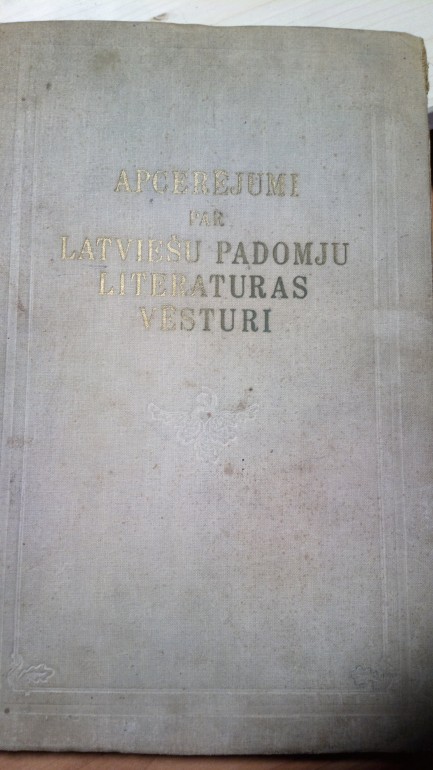 APCERĒJUMI
PAR
LATVIEŠU PADOMJU
LITERATURAS
VĒSTURI